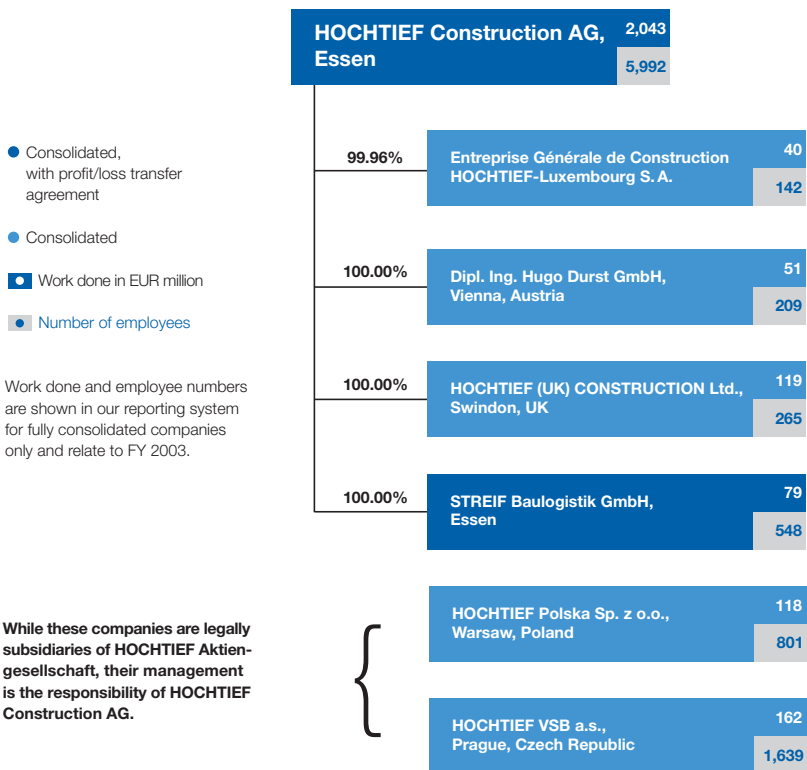 HOCHTIEF Construction AG,
Essen
2,043
5,992
Consolidated,
with profit/loss transfer
agreement
Consolidated
Work done in EUR million
Number of employees
Work done and employee numbers
are shown in our reporting system
for fully consolidated companies
only and relate to FY 2003.
99.96%
Entreprise Générale de Construction
HOCHTIEF-Luxembourg S. A.
40
142
100.00%
Dipl. Ing. Hugo Durst GmbH,
Vienna, Austria
51
209
100.00%
HOCHTIEF (UK) CONSTRUCTION Ltd.,
Swindon, UK
119
265
100.00%
STREIF Baulogistik GmbH,
Essen
79
548
While these companies are legally
subsidiaries of HOCHTIEF Aktien-
gesellschaft, their management
is the responsibility of HOCHTIEF
Construction AG.
HOCHTIEF Polska Sp. z o.o.,
Warsaw, Poland
118
801
HOCHTIEF VSB a.s.,
Prague, Czech Republic
162
1,639